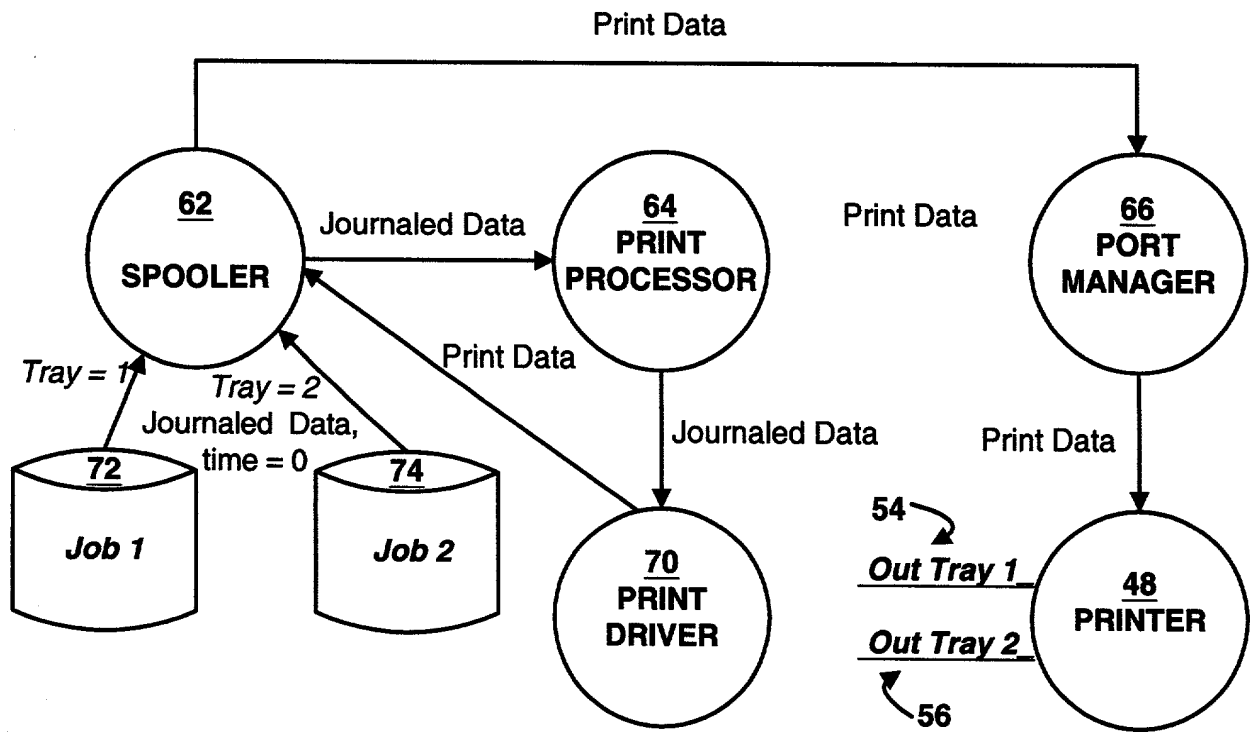 Print Data
62
SPOOLER
Journaled Data
64
PRINT
PROCESSOR
Print Data
66
PORT
MANAGER
Tray = 1
Tray = 2
Journaled Data,
time = 0
Print Data
Journaled Data
Print Data
72
Job 1
74
Job 2
70
PRINT
DRIVER
54
Out Tray 1
Out Tray 2
56
48
PRINTER